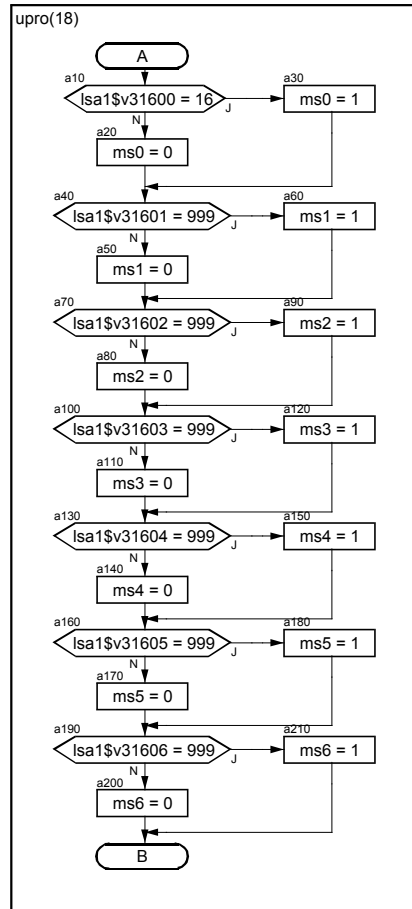 upro(18)
A
a10
lsa1$v31600 = 16
J
N
a30
ms0 = 1
a20
ms0 = 0
a40
lsa1$v31601 = 999
J
N
a60
ms1 = 1
a50
ms1 = 0
a70
lsa1$v31602 = 999
J
N
a90
ms2 = 1
a80
ms2 = 0
a100
lsa1$v31603 = 999
J
N
a120
ms3 = 1
a110
ms3 = 0
a130
lsa1$v31604 = 999
J
N
a150
ms4 = 1
a140
ms4 = 0
a160
lsa1$v31605 = 999
J
N
a180
ms5 = 1
a170
ms5 = 0
a190
lsa1$v31606 = 999
J
N
a210
ms6 = 1
a200
ms6 = 0
B